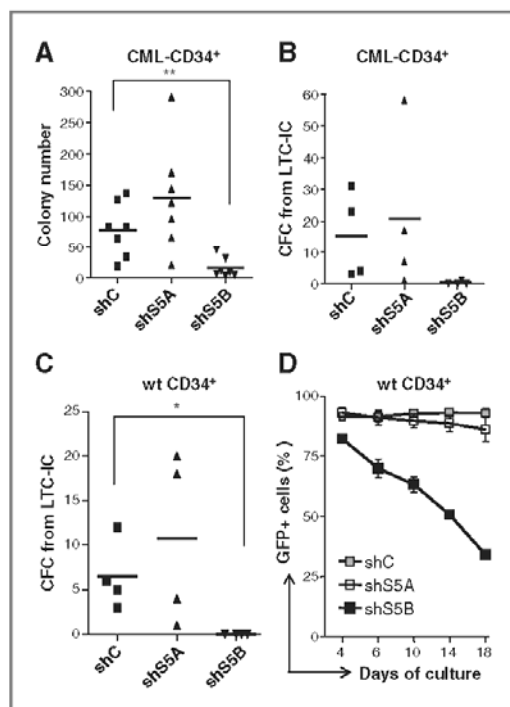 A
CML-CD34+
**
Colony number
300
250
200
150
100
50
0
shC
shS5A
shS5B
B
CML-CD34+
CFC from LTC-IC
60
50
40
30
20
10
0
shC
shS5A
shS5B
C
wt CD34+
*
CFC from LTC-IC
25
20
15
10
5
0
shC
shS5A
shS5B
D
wt CD34+
GFP+ cells (%)
100
75
50
25
0
shC
shS5A
shS5B
4 6 10 14 18
Days of culture